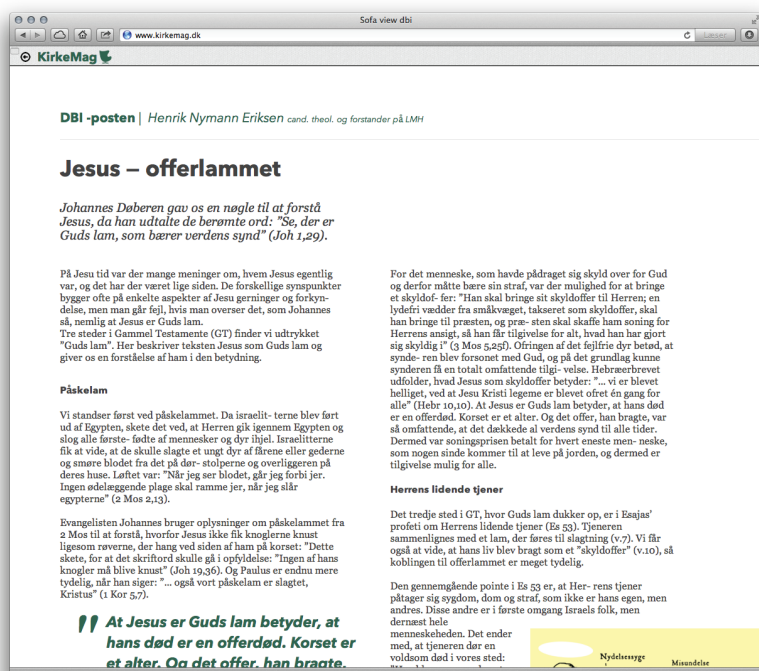 Sofa view dbi
www.kirkemag.dk
Læser
KirkeMag
DBI -posten | Henrik Nymann Eriksen cand. theol. og forstander på LMH
Jesus – offerlammet
Johannes Døberen gav os en nøgle til at forstå
Jesus, da han udtalte de berømte ord: ”Se, der er
Guds lam, som bærer verdens synd” (Joh 1,29).
På Jesu tid var der mange meninger om, hvem Jesus egentlig
var, og det har der været lige siden. De forskellige synspunkter
bygger ofte på enkelte aspekter af Jesu gerninger og forkyn-
delse, men man går fejl, hvis man overser det, som Johannes
så, nemlig at Jesus er Guds lam.
Tre steder i Gammel Testamente (GT) finder vi udtrykket
”Guds lam”. Her beskriver teksten Jesus som Guds lam og
giver os en forståelse af ham i den betydning.
Påskelam
Vi standser først ved påskelammet. Da israelit- terne blev ført
ud af Egypten, skete det ved, at Herren gik igennem Egypten og
slog alle første- fødte af mennesker og dyr ihjel. Israelitterne
fik at vide, at de skulle slagte et ungt dyr af fårene eller gederne
og smøre blodet fra det på dør- stolperne og overliggeren på
deres huse. Løftet var: ”Når jeg ser blodet, går jeg forbi jer.
Ingen ødelæggende plage skal ramme jer, når jeg slår
egypterne” (2 Mos 2,13).
Evangelisten Johannes bruger oplysninger om påskelammet fra
2 Mos til at forstå, hvorfor Jesus ikke fik knoglerne knust
ligesom røverne, der hang ved siden af ham på korset: ”Dette
skete, for at det skriftord skulle gå i opfyldelse: ”Ingen af hans
knogler må blive knust” (Joh 19,36). Og Paulus er endnu mere
tydelig, når han siger: ”... også vort påskelam er slagtet,
Kristus” (1 Kor 5,7).
" At Jesus er Guds lam betyder, at
hans død er en offerdød. Korset er
et alter. Og det offer, han bragte,
For det menneske, som havde pådraget sig skyld over for Gud
og derfor måtte bære sin straf, var der mulighed for at bringe
et skyldof- fer: ”Han skal bringe sit skyldoffer til Herren; en
lydefri vædder fra småkvæget, takseret som skyldoffer, skal
han bringe til præsten, og præ- sten skal skaffe ham soning for
Herrens ansigt, så han får tilgivelse for alt, hvad han har gjort
sig skyldig i” (3 Mos 5,25f). Ofringen af det fejlfrie dyr betød, at
synde- ren blev forsonet med Gud, og på det grundlag kunne
synderen få en totalt omfattende tilgi- velse. Hebræerbrevet
udfolder, hvad Jesus som skyldoffer betyder: ”... vi er blevet
helliget, ved at Jesu Kristi legeme er blevet ofret én gang for
alle” (Hebr 10,10). At Jesus er Guds lam betyder, at hans død
er en offerdød. Korset er et alter. Og det offer, han bragte, var
så omfattende, at det dækkede al verdens synd til alle tider.
Dermed var soningsprisen betalt for hvert eneste men- neske,
som nogen sinde kommer til at leve på jorden, og dermed er
tilgivelse mulig for alle.
Herrens lidende tjener
Det tredje sted i GT, hvor Guds lam dukker op, er i Esajas’
profeti om Herrens lidende tjener (Es 53). Tjeneren
sammenlignes med et lam, der føres til slagtning (v.7). Vi får
også at vide, at hans liv blev bragt som et ”skyldoffer” (v.10), så
koblingen til offerlammet er meget tydelig.
Den gennemgående pointe i Es 53 er, at Her- rens tjener
påtager sig sygdom, dom og straf, som ikke er hans egen, men
andres. Disse andre er i første omgang Israels folk, men
dernæst hele
menneskeheden. Det ender
med, at tjeneren dør en
voldsom død i vores sted:
Nydelsessyge
Misundelse